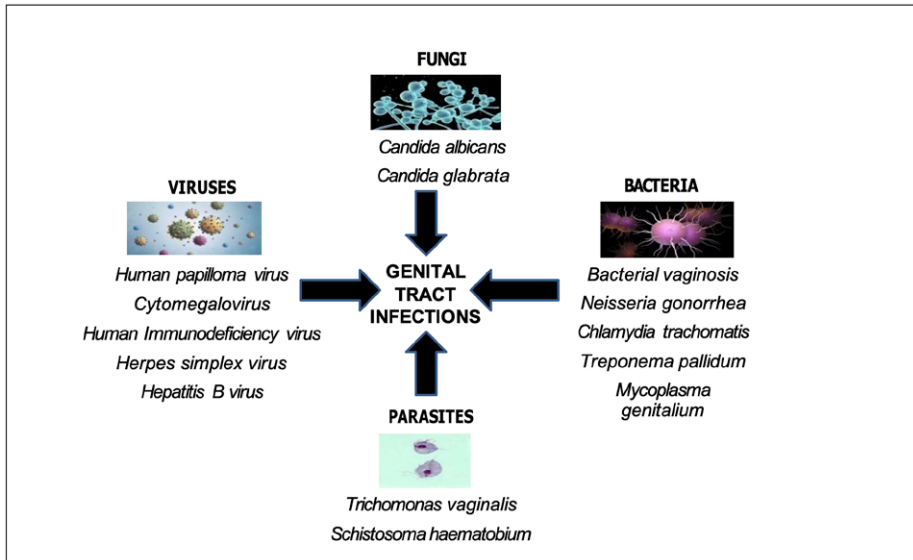 FUNGI
Candida albicans
Candida glabrata
VIRUSES
Human papilloma virus
Cytomegalovirus
Human Immunodeficiency virus
Herpes simplex virus
Hepatitis B virus
GENITAL
TRACT
INFECTIONS
BACTERIA
Bacterial vaginosis
Neisseria gonorrhea
Chlamydia trachomatis
Treponema pallidum
Mycoplasma
genitalium
PARASITES
Trichomonas vaginalis
Schistosoma haematobium